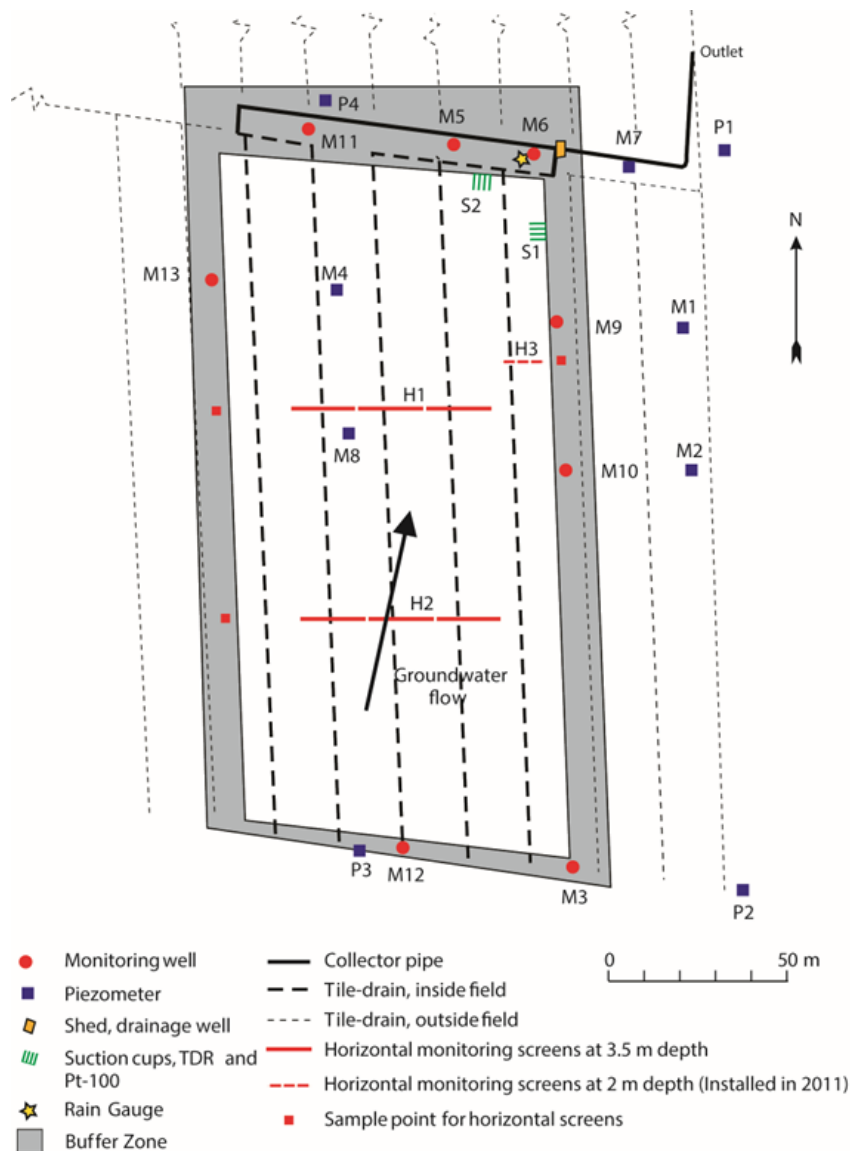 Outlet
P4
M5
M6
M7
P1
M11
S2
S1
N
M13
M4
M1
M9
H3
H1
M8
M2
M10
H2
Groundwater
flow
P3
M12
M3
P2
Monitoring well
Piezometer
Shed, drainage well
Suction cups, TDR and
Pt-100
Rain Gauge
Buffer Zone
Collector pipe
Tile-drain, inside field
Tile-drain, outside field
Horizontal monitoring screens at 3.5 m depth
Horizontal monitoring screens at 2 m depth (Installed in 2011)
Sample point for horizontal screens
0 50 m